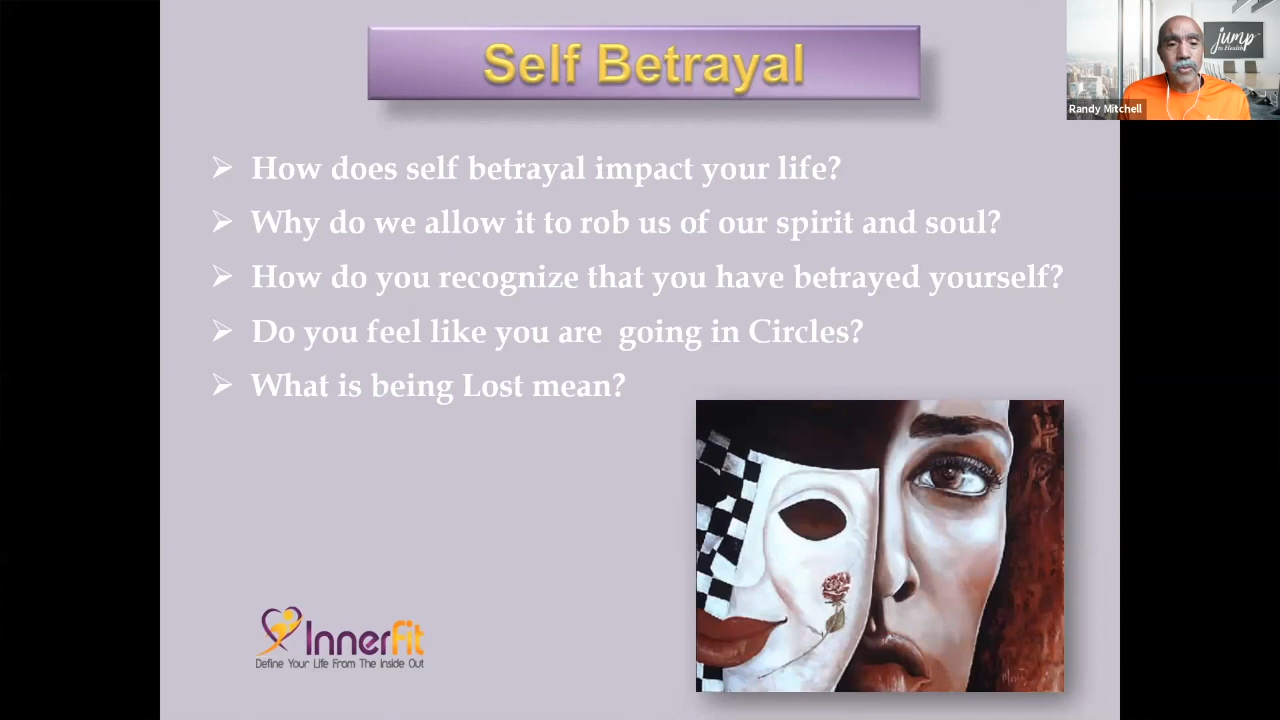 Self Betrayal
jump
to Health
Randy Mitchell
How does self betrayal impact your life?
Why do we allow it to rob us of our spirit and soul?
How do you recognize that you have betrayed yourself?
Do you feel like you are  going in Circles?
What is being Lost mean?
InnerFit
Define Your Life From The Inside Out